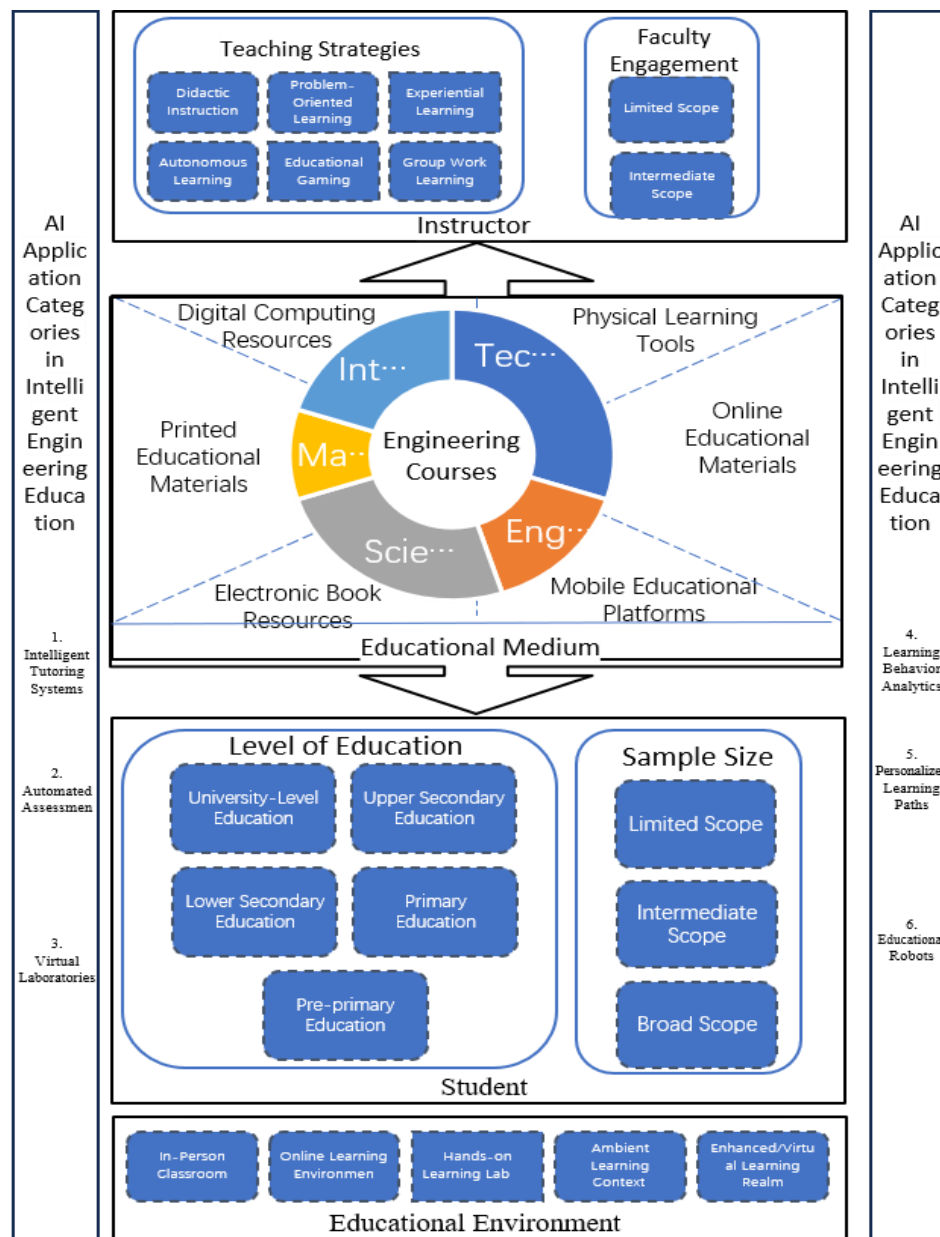 AI
Applic
ation
Categ
ories
in
Intelli
gent
Engin
eering
Educa
tion
1.
Intelligent
Tutoring
Systems
2.
Automated
Assessmen
3.
Virtual
Laboratories
Teaching Strategies
Didactic
Instruction
Problem-
Oriented
Learning
Experiential
Learning
Autonomous
Learning
Educational
Gaming
Group Work
Learning
Faculty
Engagement
Limited Scope
Intermediate
Scope
Instructor
Digital Computing
Resources
Physical Learning
Tools
Printed
Educational
Materials
Online
Educational
Materials
Electronic Book
Resources
Mobile Educational
Platforms
Int···
Tec···
Ma···
Eng···
Scie···
Engineering
Courses
Educational Medium
Level of Education
University-Level
Education
Upper Secondary
Education
Lower Secondary
Education
Primary
Education
Pre-primary
Education
Sample Size
Limited Scope
Intermediate
Scope
Broad Scope
Student
In-Person
Classroom
Online Learning
Environmen
Hands-on
Learning Lab
Ambient
Learning
Context
Enhanced/Virtu
al Learning
Realm
Educational Environment
AI
Applic
ation
Categ
ories
in
Intelli
gent
Engin
eering
Educa
tion
4.
Learning
Behavior
Analytics
5.
Personalize
Learning
Paths
6.
Educationa
Robots